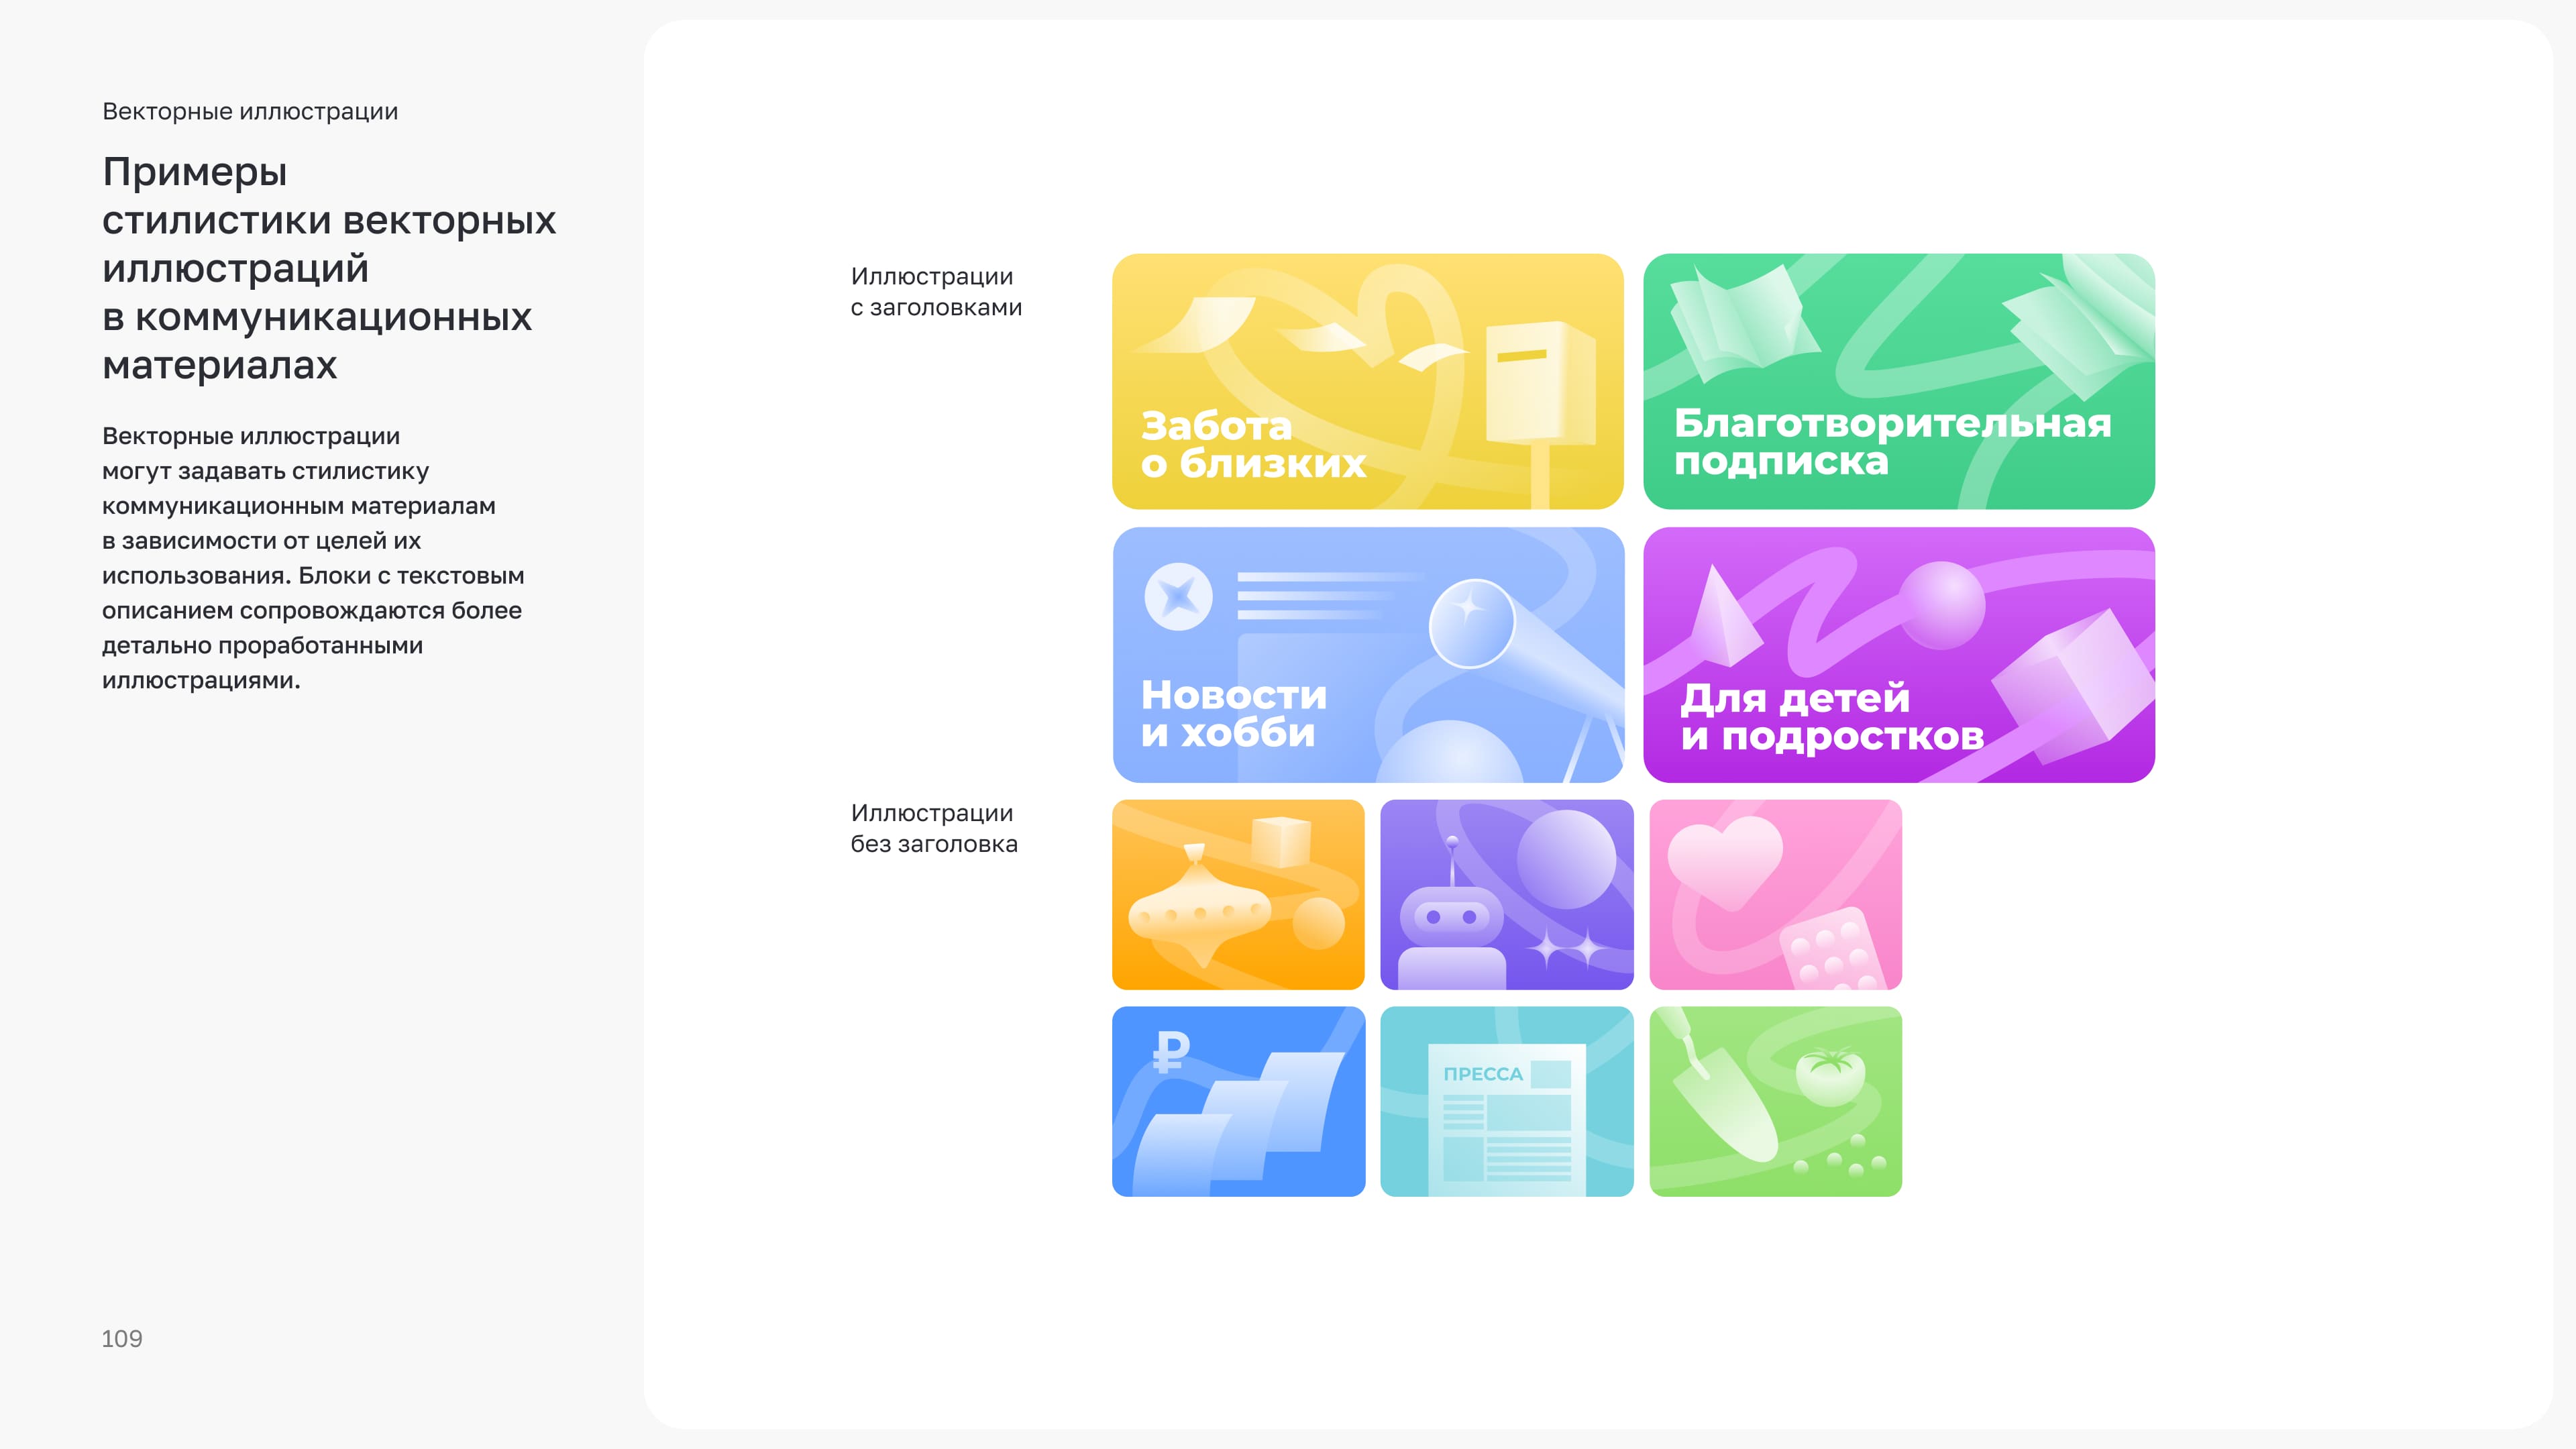 Векторные иллюстрации
Примеры
стилистики векторных
иллюстраций
в коммуникационных
материалах
Векторные иллюстрации
могут задавать стилистику
коммуникационным материалам
в зависимости от целей их
использования. Блоки с текстовым
описанием сопровождаются более
детально проработанными
иллюстрациями.
109
Иллюстрации
с заголовками
Забота
о близких
Благотворительная
подписка
Новости
и хобби
Для детей
и подростков
Иллюстрации
без заголовка
₽
ПРЕССА